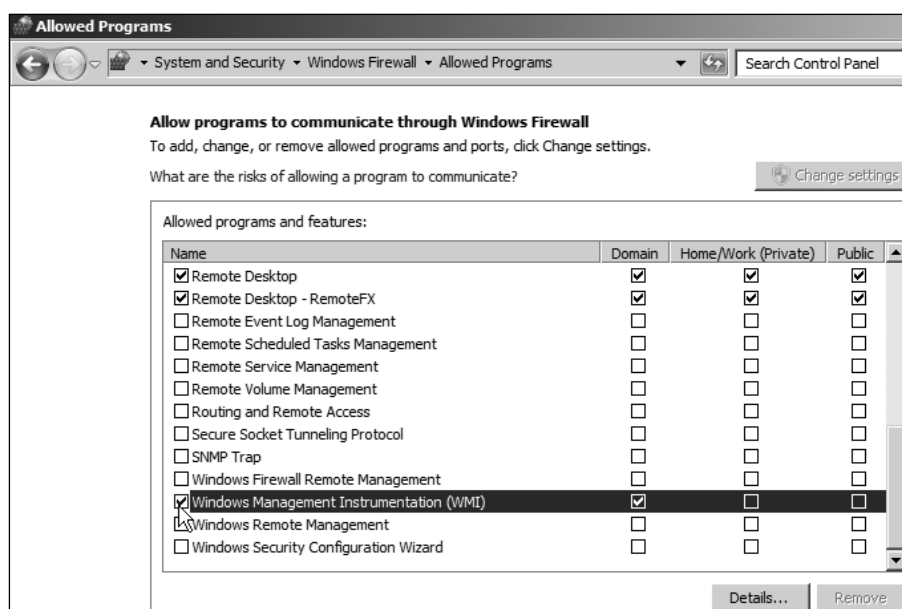 Allowed Programs
System and Security Windows Firewall Allowed Programs Search Control Panel
Allow programs to communicate through Windows Firewall
To add, change, or remove allowed programs and ports, click Change settings.
What are the risks of allowing a program to communicate? Change settings
Allowed programs and features:
Name Domain Home/Work (Private) Public
Remote Desktop
Remote Desktop - RemoteFX
Remote Event Log Management
Remote Scheduled Tasks Management
Remote Service Management
Remote Volume Management
Routing and Remote Access
Secure Socket Tunneling Protocol
SNMP Trap
Windows Firewall Remote Management
Windows Management Instrumentation (WMI)
Windows Remote Management
Windows Security Configuration Wizard
Details... Remove